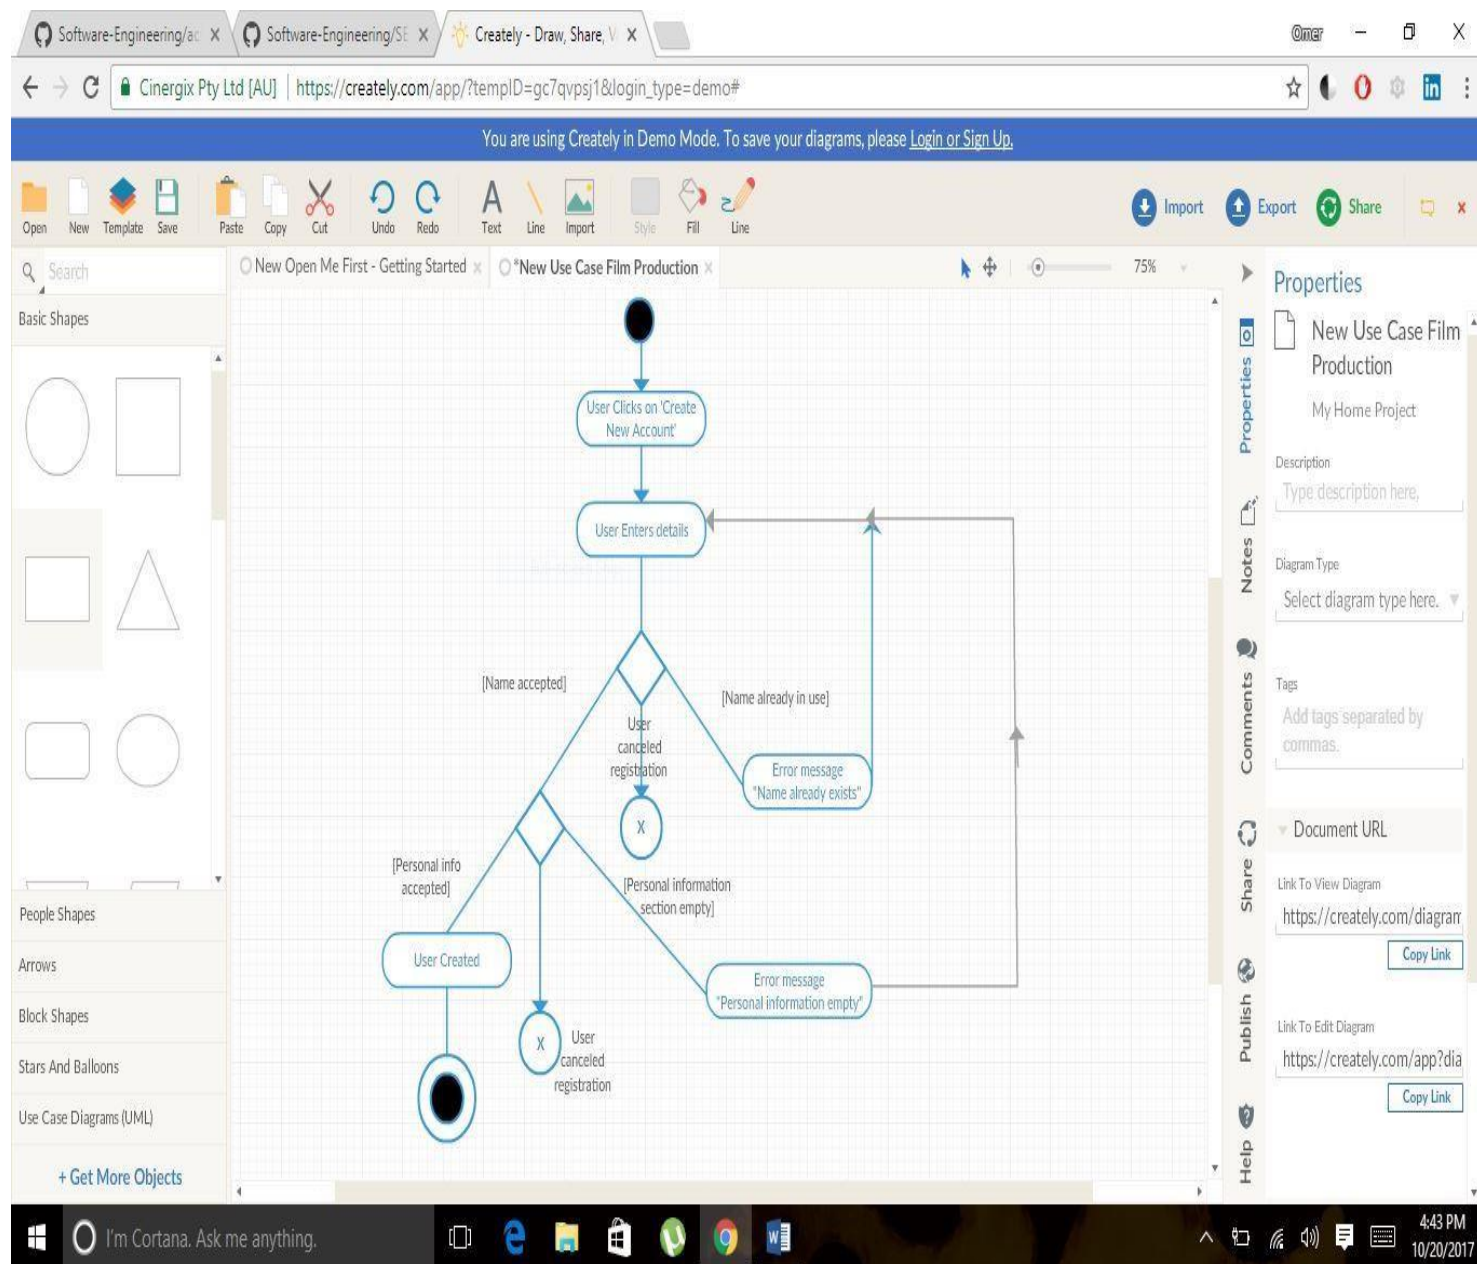 Software-Engineering/ac
Software-Engineering/SE
Creately - Draw, Share, V
Omer
Cinergix Pty Ltd [AU]
https://creately.com/app/?tempID=gc7qvpsj1&login_type=demo#
You are using Creately in Demo Mode. To save your diagrams, please Login or Sign Up.
Open
New
Template
Save
Paste
Copy
Cut
Undo
Redo
Text
Line
Import
Style
Fill
Line
Import
Export
Share
Search
New Open Me First - Getting Started
*New Use Case Film Production
75%
Basic Shapes
People Shapes
Arrows
Block Shapes
Stars And Balloons
Use Case Diagrams (UML)
+ Get More Objects
User Clicks on 'Create
New Account'
User Enters details
[Name accepted]
[Name already in use]
User
canceled
registration
Error message
"Name already exists"
X
[Personal info
accepted]
[Personal information
section empty]
User Created
Error message
"Personal information empty"
X
User
canceled
registration
Properties
Notes
Comments
Share
Publish
Help
Properties
New Use Case Film
Production
My Home Project
Description
Type description here,
Diagram Type
Select diagram type here.
Tags
Add tags separated by
commas.
Document URL
Link To View Diagram
https://creately.com/diagram
Copy Link
Link To Edit Diagram
https://creately.com/app?dia
Copy Link
I'm Cortana. Ask me anything.
4:43 PM
10/20/2017